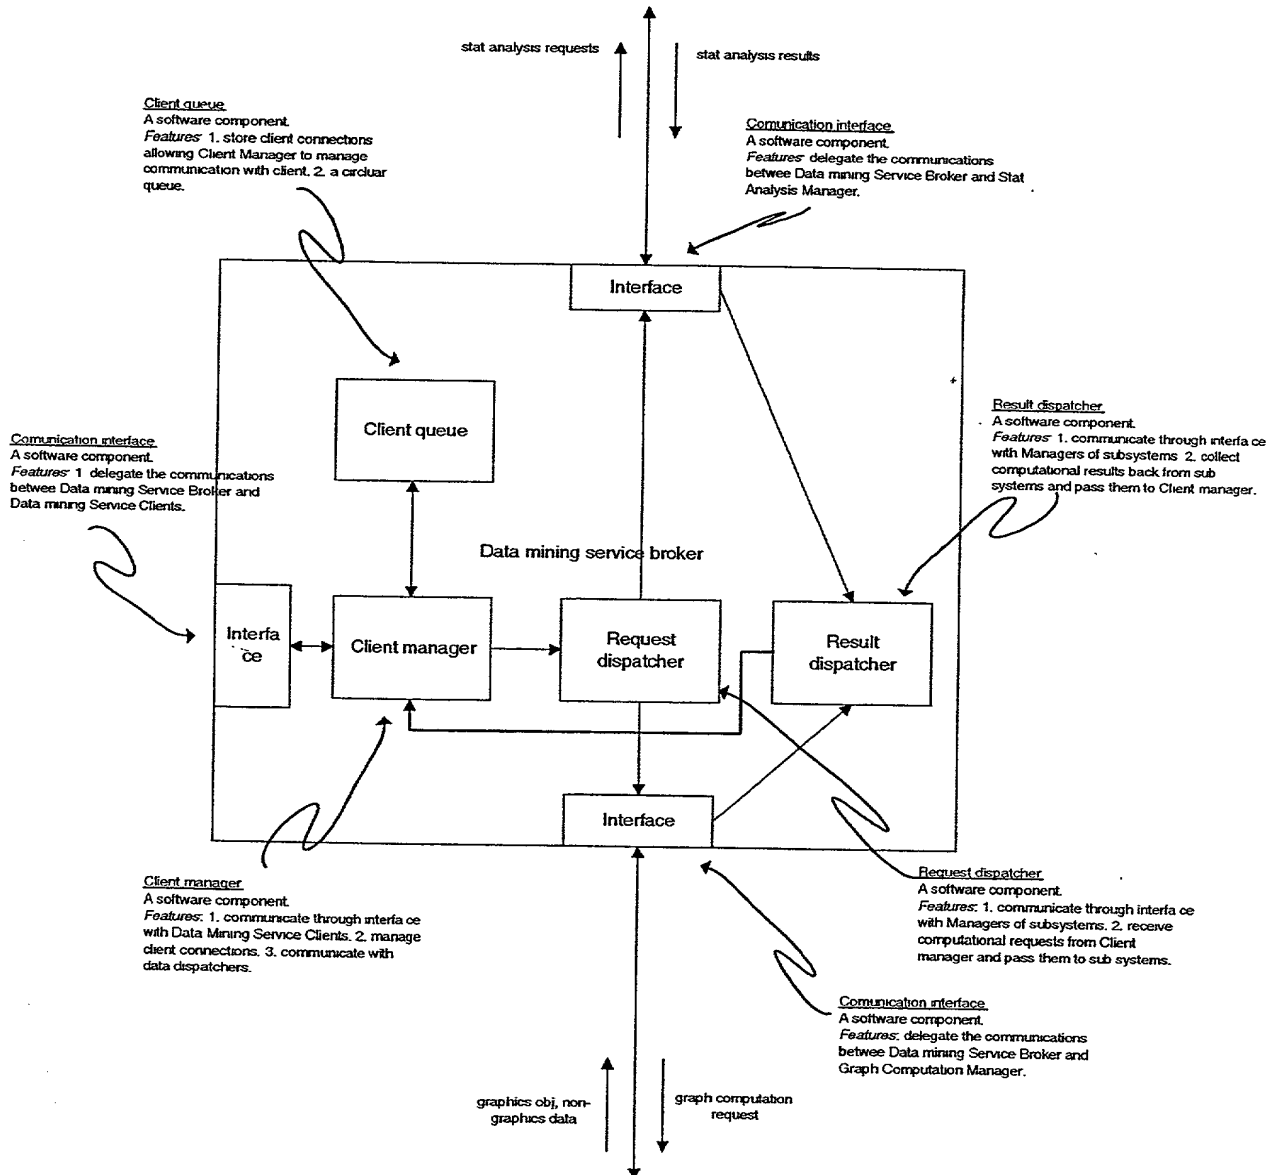 stat analysis requests
stat analysis results
Client queue
A software component.
Features: 1. store client connections
allowing Client Manager to manage
communication with client. 2. a circluar
queue.
Comunication interface
A software component.
Features: delegate the communications
betwee Data mining Service Broker and Stat
Analysis Manager.
Interface
Client queue
Result dispatcher
A software component.
Features: 1. communicate through interface
with Managers of subsystems 2. collect
computational results back from sub
systems and pass them to Client manager.
Comunication interface
A software component.
Features: 1 delegate the communications
betwee Data mining Service Broker and
Data mining Service Clients.
Data mining service broker
Interfa
ce
Client manager
Request
dispatcher
Result
dispatcher
Interface
Client manager
A software component.
Features: 1. communicate through interface
with Data Mining Service Clients. 2. manage
client connections. 3. communicate with
data dispatchers.
Request dispatcher
A software component.
Features: 1. communicate through interface
with Managers of subsystems. 2. receive
computational requests from Client
manager and pass them to sub systems.
Comunication interface
A software component.
Features: delegate the communications
betwee Data mining Service Broker and
Graph Computation Manager.
graphics obj, non-
graphics data
graph computation
request